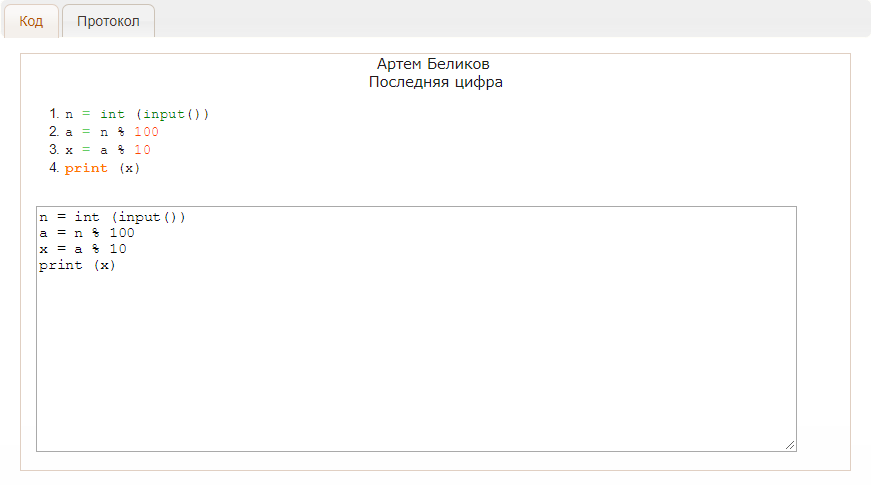 Код Протокол
Артем Беликов
Последняя цифра
1. n = int (input())
2. a = n % 100
3. x = a % 10
4. print (x)
n = int (input())
a = n % 100
x = a % 10
print (x)